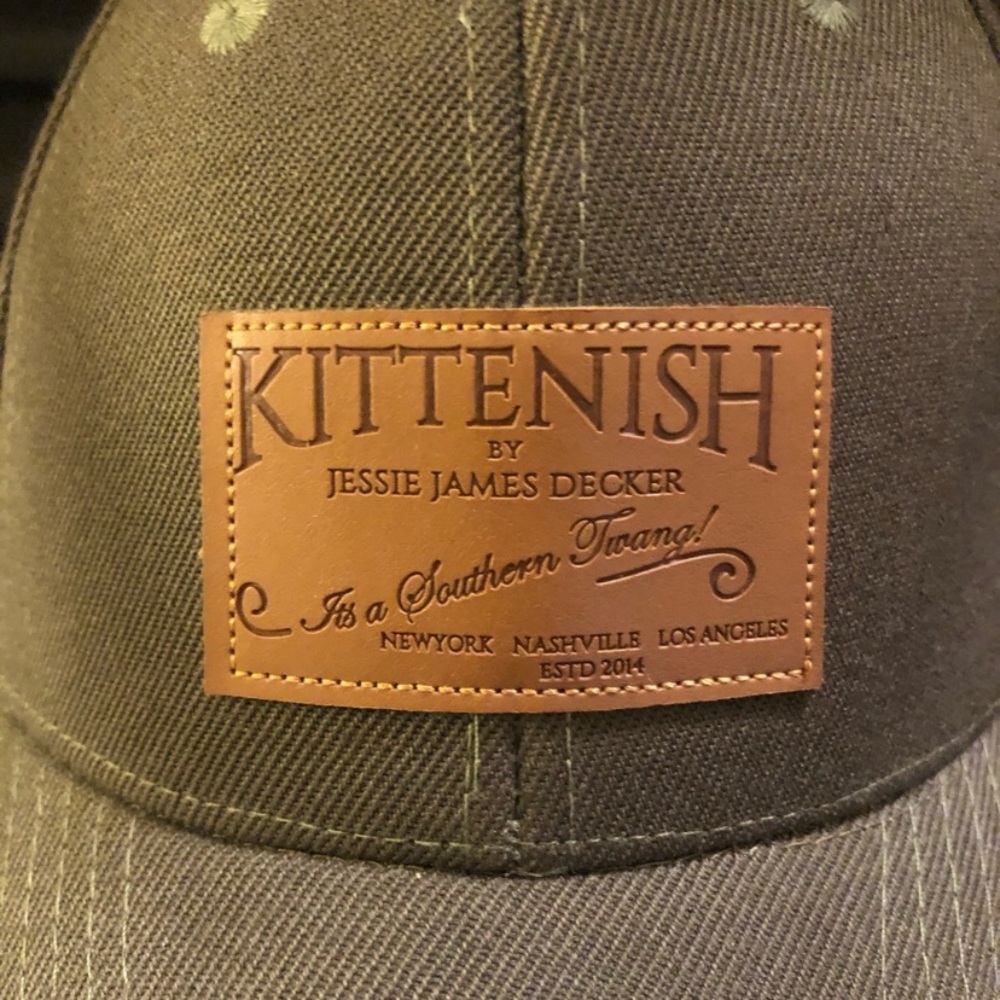 KITTENISH
BY
JESSIE JAMES DECKER
Its a Southern Twang!
NEWYORK NASHVILLE LOS ANGELES
ESTD 2014